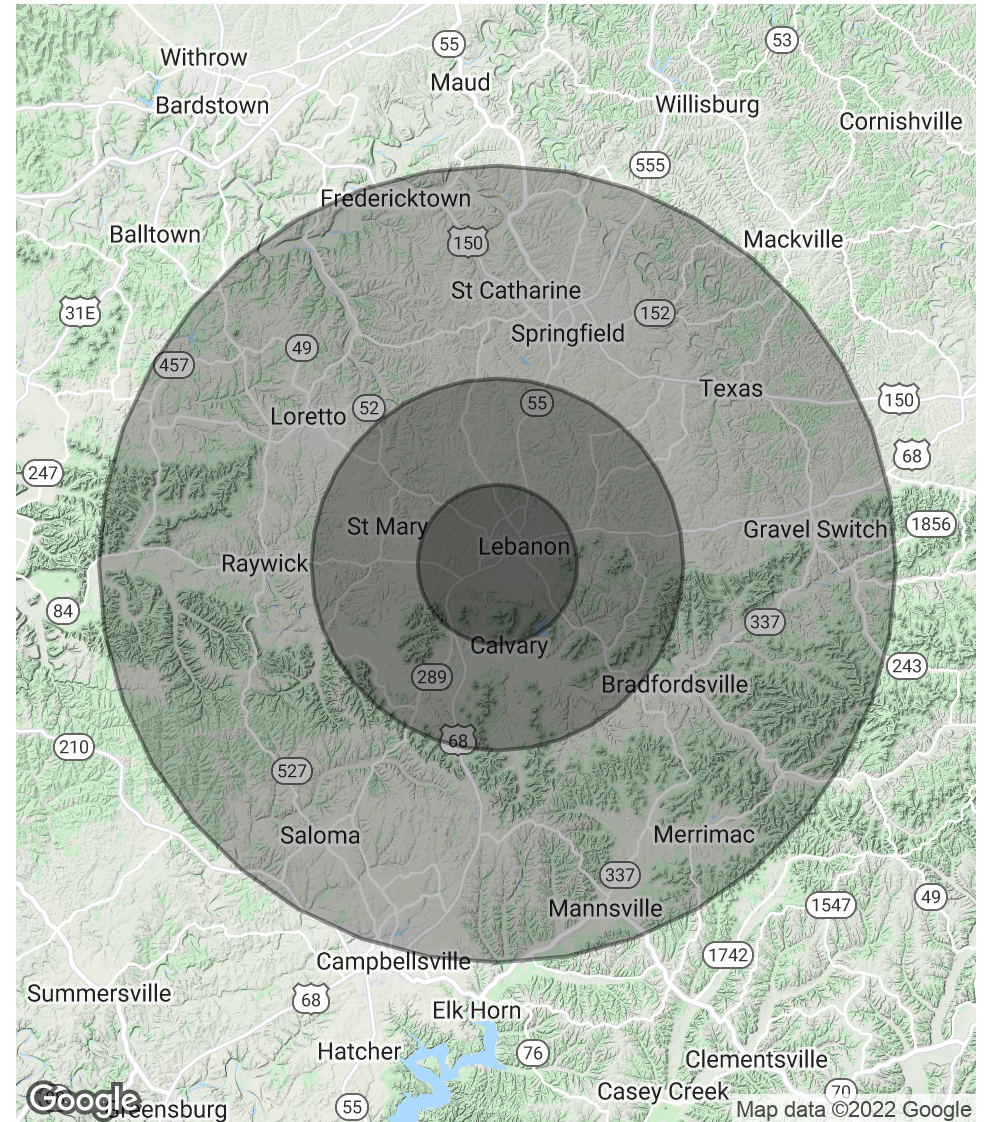 Withrow
55
53
Maud
Bardstown
Willisburg
Cornishville
555
Fredericktown
Balltown
150
Mackville
St Catharine
31E
152
Springfield
49
457
Texas
150
52
55
Loretto
68
247
St Mary
1856
Gravel Switch
Lebanon
Raywick
84
337
Calvary
243
289
Bradfordsville
68
210
527
Saloma
Merrimac
337
49
1547
Mannsville
1742
Campbellsville
Summersville
68
Elk Horn
Hatcher
76
Clementsville
Casey Creek
70
Google
Greensburg
55
Map data ©2022 Google